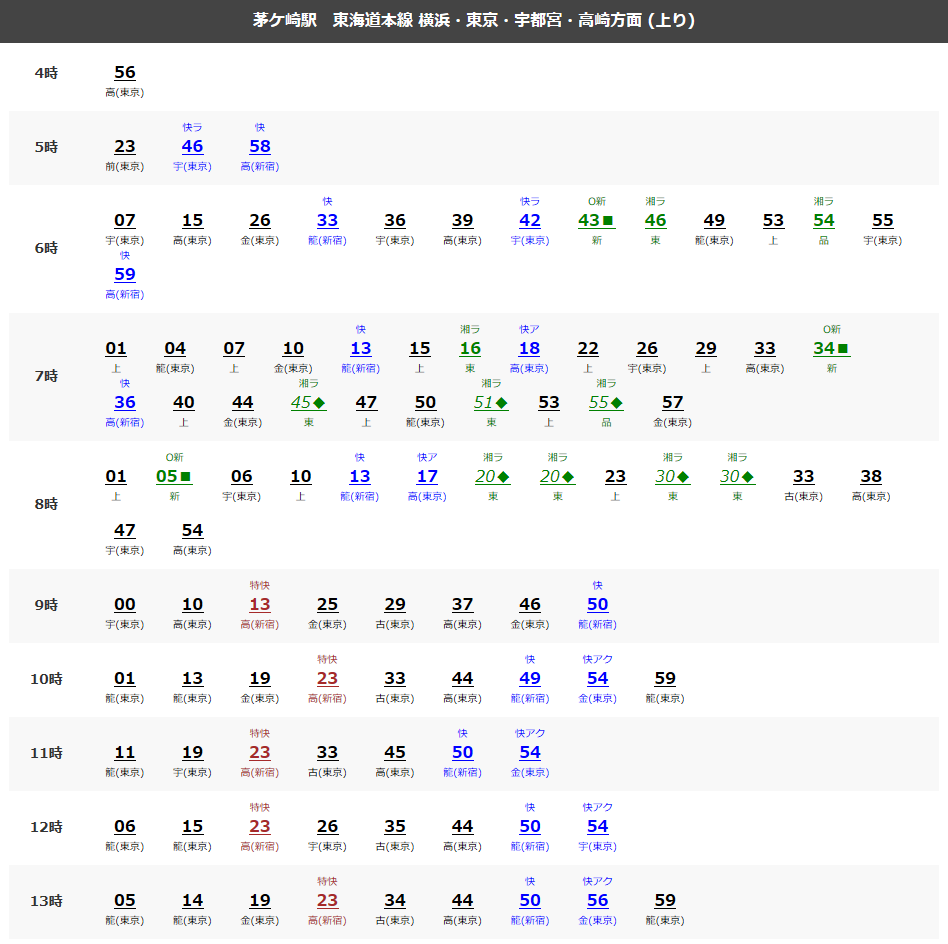 茅ケ崎駅　東海道本線 横浜・東京・宇都宮・高崎方面 (上り)
4時
56
高(東京)
5時
快ラ 快
23 46 58
前(東京) 宇(東京) 高(新宿)
6時
快 快ラ O新 湘ラ 湘ラ
07 15 26 33 36 39 42 43■ 46 49 53 54 55
宇(東京) 高(東京) 金(東京) 籠(新宿) 宇(東京) 高(東京) 宇(東京) 新 東 籠(東京) 上 品 宇(東京)
快
59
高(新宿)
7時
快 湘ラ 快ア O新
01 04 07 10 13 15 16 18 22 26 29 33 34■
上 籠(東京) 上 金(東京) 籠(新宿) 上 東 高(東京) 上 宇(東京) 上 高(東京) 新
快 湘ラ 湘ラ 湘ラ
36 40 44 45◆ 47 50 51◆ 53 55◆ 57
高(新宿) 上 金(東京) 東 上 籠(東京) 東 上 品 金(東京)
8時
O新 快 快ア 湘ラ 湘ラ 湘ラ 湘ラ
01 05■ 06 10 13 17 20◆ 20◆ 23 30◆ 30◆ 33 38
上 新 宇(東京) 上 籠(新宿) 高(東京) 東 東 上 東 東 古(東京) 高(東京)
47 54
宇(東京) 高(東京)
9時
特快 快
00 10 13 25 29 37 46 50
宇(東京) 高(東京) 高(新宿) 金(東京) 古(東京) 高(東京) 金(東京) 籠(新宿)
10時
特快 快 快アク
01 13 19 23 33 44 49 54 59
籠(東京) 籠(東京) 金(東京) 高(新宿) 古(東京) 高(東京) 籠(新宿) 金(東京) 籠(東京)
11時
特快 快 快アク
11 19 23 33 45 50 54
籠(東京) 宇(東京) 高(新宿) 古(東京) 高(東京) 籠(新宿) 金(東京)
12時
特快 快 快アク
06 15 23 26 35 44 50 54
籠(東京) 籠(東京) 高(新宿) 宇(東京) 古(東京) 高(東京) 籠(新宿) 宇(東京)
13時
特快 快 快アク
05 14 19 23 34 44 50 56 59
籠(東京) 籠(東京) 金(東京) 高(新宿) 古(東京) 高(東京) 籠(新宿) 金(東京) 籠(東京)